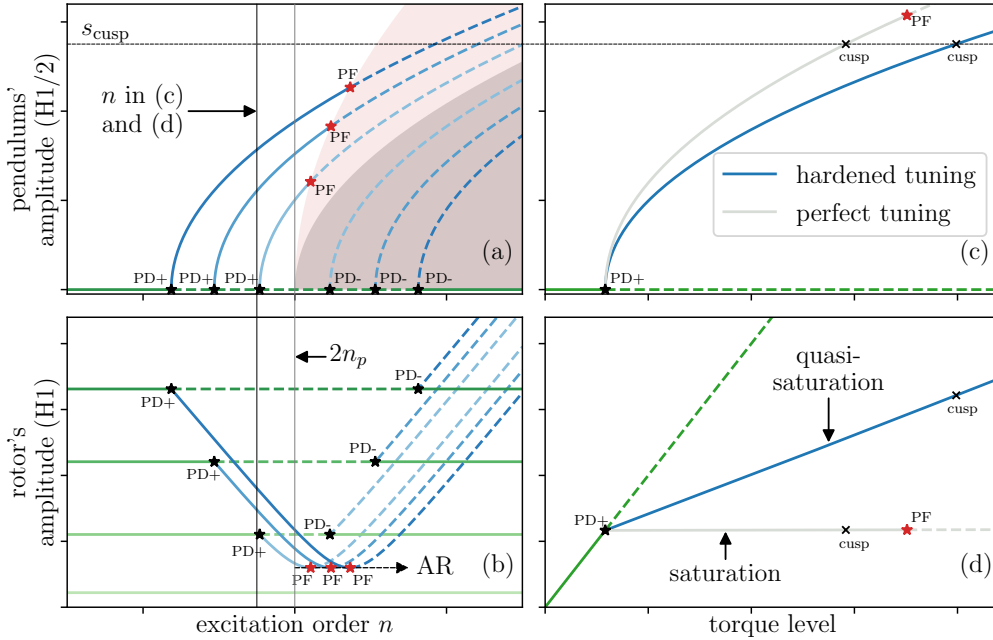 pendulums'
amplitude (H1/2)
s_cusp
n in (c)
and (d)
PF
PF
PF
PD+
PD+
PD+
PD-
PD-
PD-
(a)
PF
cusp
cusp
hardened tuning
perfect tuning
PD+
(c)
rotor's
amplitude (H1)
2n_p
PD+
PD-
PD+
PD-
PD+
PD-
PF
PF
PF
AR
(b)
excitation order n
quasi-
saturation
cusp
PD+
PF
cusp
saturation
(d)
torque level